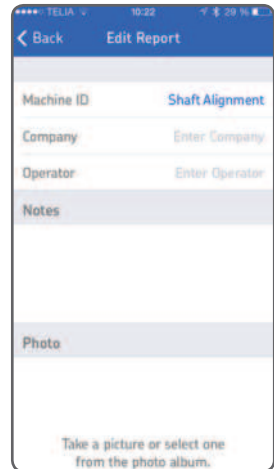 TELIA 10:22 29 %
Back Edit Report
Machine ID Shaft Alignment
Company Enter Company
Operator Enter Operator
Notes
Photo
Take a picture or select one
from the photo album.